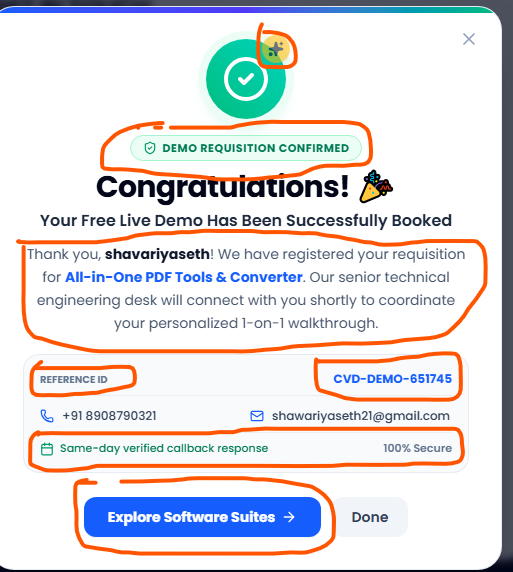 DEMO REQUISITION CONFIRMED
Congratulations! 🎉
Your Free Live Demo Has Been Successfully Booked
Thank you, shavariyaseth! We have registered your requisition
for All-in-One PDF Tools & Converter. Our senior technical
engineering desk will connect with you shortly to coordinate
your personalized 1-on-1 walkthrough.
REFERENCE ID CVD-DEMO-651745
+91 8908790321 shawariyaseth21@gmail.com
Same-day verified callback response 100% Secure
Explore Software Suites → Done